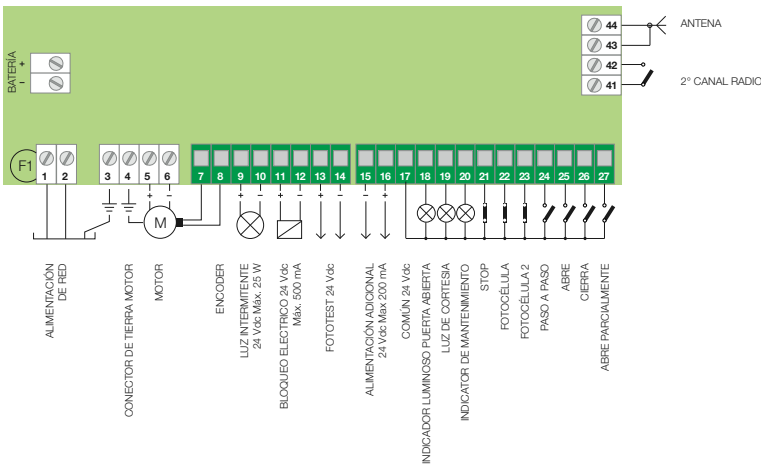 44 ANTENA
43
42
41 2° CANAL RADIO
BATERÍA + –
F1
1 2 3 4 5 6 7 8 9 10 11 12 13 14 15 16 17 18 19 20 21 22 23 24 25 26 27
+ – + – + – + – – +
M
ALIMENTACIÓN
DE RED
CONECTOR DE TIERRA MOTOR
MOTOR
ENCODER
LUZ INTERMITENTE
24 Vdc Máx. 25 W
BLOQUEO ELECTRICO 24 Vdc
Máx. 500 mA
FOTOTEST 24 Vdc
ALIMENTACIÓN ADICIONAL
24 Vdc Max 200 mA
COMÚN 24 Vdc
INDICADOR LUMINOSO PUERTA ABIERTA
LUZ DE CORTESIA
INDICATOR DE MANTENIMIENTO
STOP
FOTOCÉLULA
FOTOCÉLULA 2
PASO A PASO
ABRE
CIERRA
ABRE PARCIALMENTE